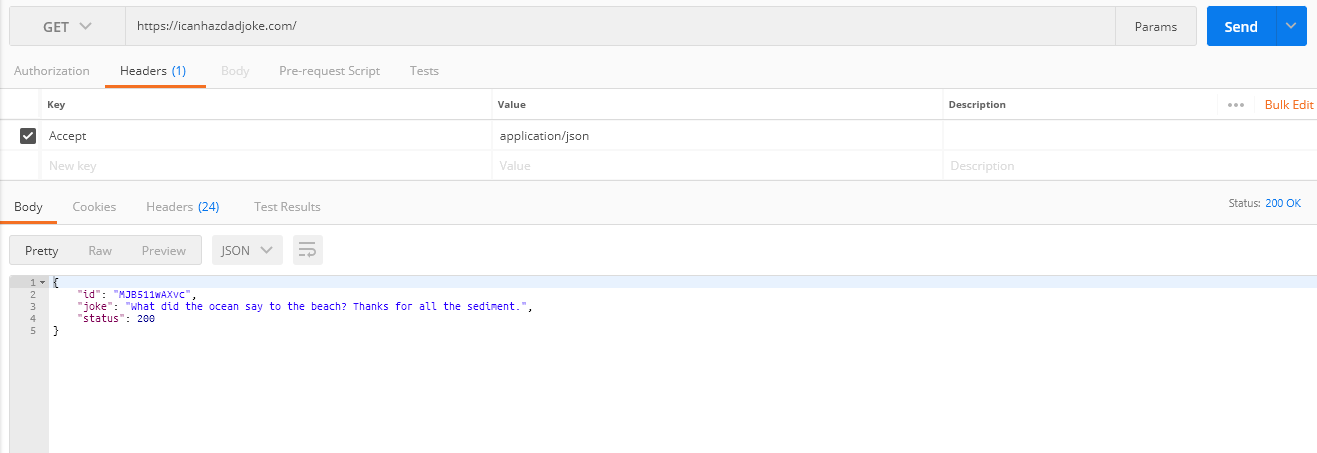 GET https://icanhazdadjoke.com/ Params Send
Authorization Headers (1) Body Pre-request Script Tests
Key Value Description ••• Bulk Edit
Accept application/json
New key Value Description
Body Cookies Headers (24) Test Results Status: 200 OK
Pretty Raw Preview JSON
1 {
2 "id": "MJB511wAXvc",
3 "joke": "What did the ocean say to the beach? Thanks for all the sediment.",
4 "status": 200
5 }